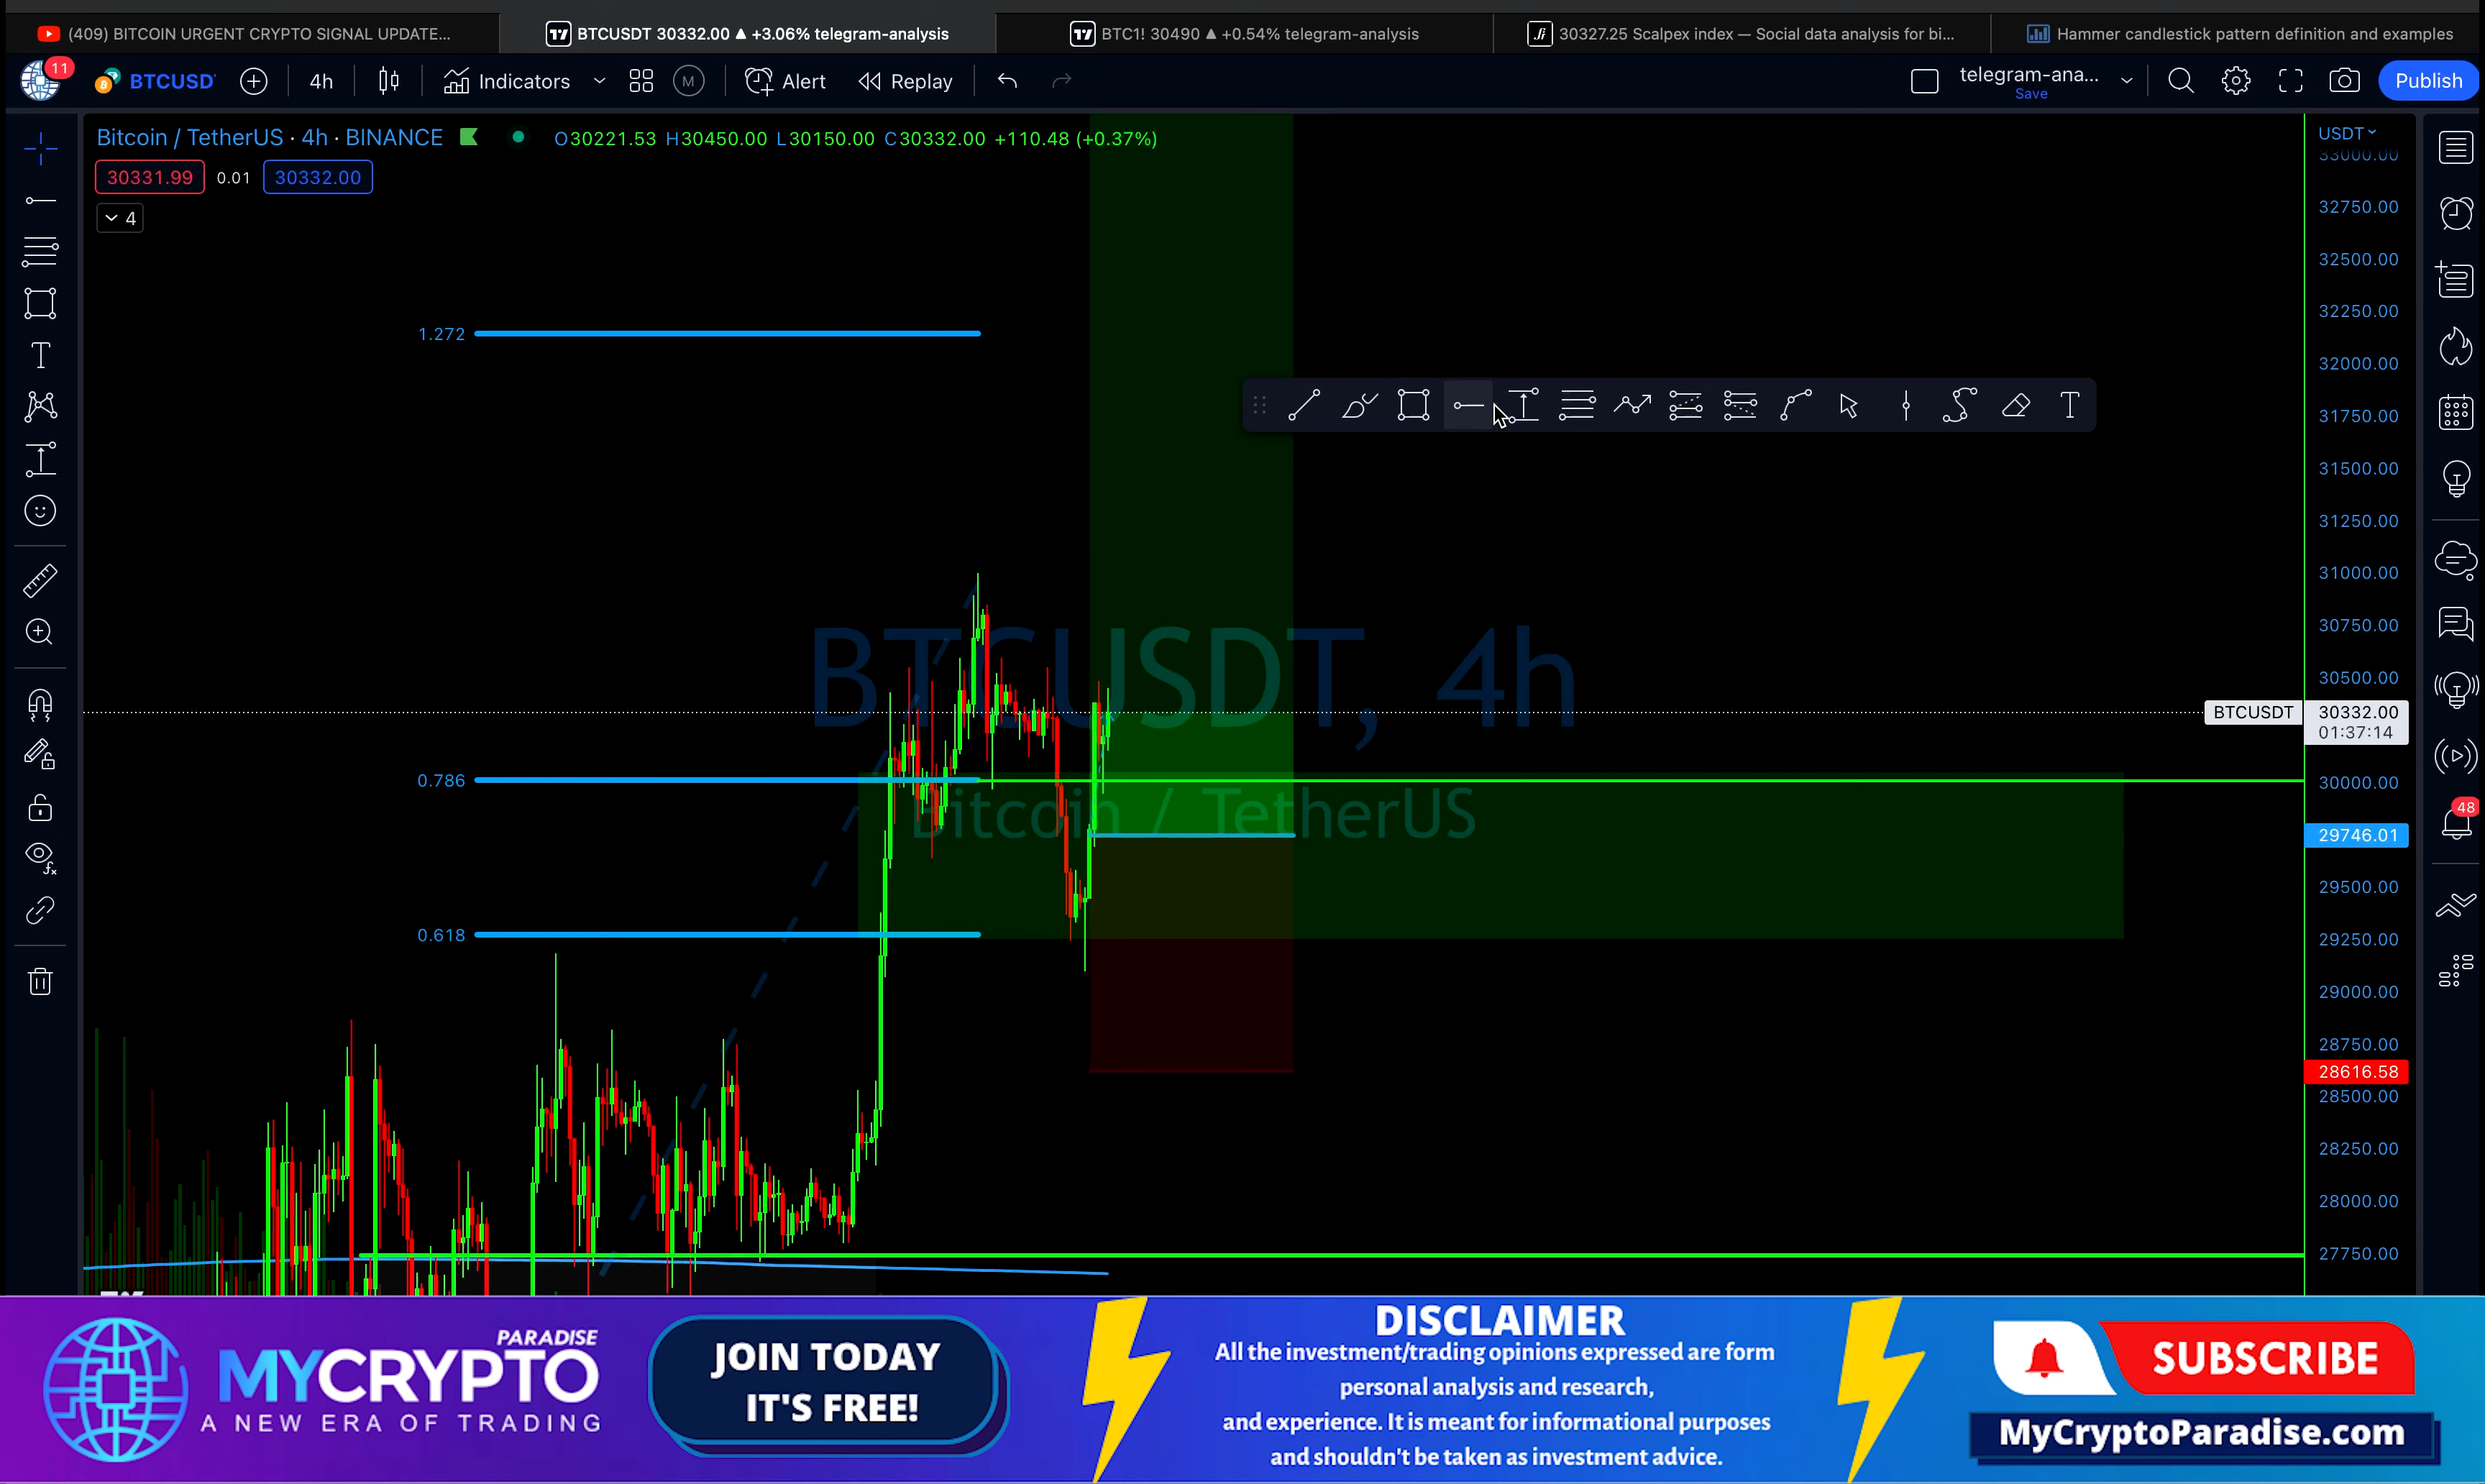 (409) BITCOIN URGENT CRYPTO SIGNAL UPDATE...
BTCUSDT 30332.00 ▲ +3.06% telegram-analysis
BTC1! 30490 ▲ +0.54% telegram-analysis
30327.25 Scalpex index — Social data analysis for bi...
Hammer candlestick pattern definition and examples
11
BTCUSD
4h
Indicators
M
Alert
Replay
telegram-ana...
Save
Publish
Bitcoin / TetherUS · 4h · BINANCE
O30221.53 H30450.00 L30150.00 C30332.00 +110.48 (+0.37%)
USDT
30331.99 0.01 30332.00
4
33000.00
32750.00
32500.00
32250.00
32000.00
31750.00
31500.00
31250.00
31000.00
30750.00
30500.00
BTCUSDT 30332.00
01:37:14
30000.00
29746.01
29500.00
29250.00
29000.00
28750.00
28616.58
28500.00
28250.00
28000.00
27750.00
1.272
0.786
0.618
BTCUSDT, 4h
Bitcoin / TetherUS
48
PARADISE
MYCRYPTO
A NEW ERA OF TRADING
JOIN TODAY
IT'S FREE!
DISCLAIMER
All the investment/trading opinions expressed are form
personal analysis and research,
and experience. It is meant for informational purposes
and shouldn't be taken as investment advice.
SUBSCRIBE
MyCryptoParadise.com